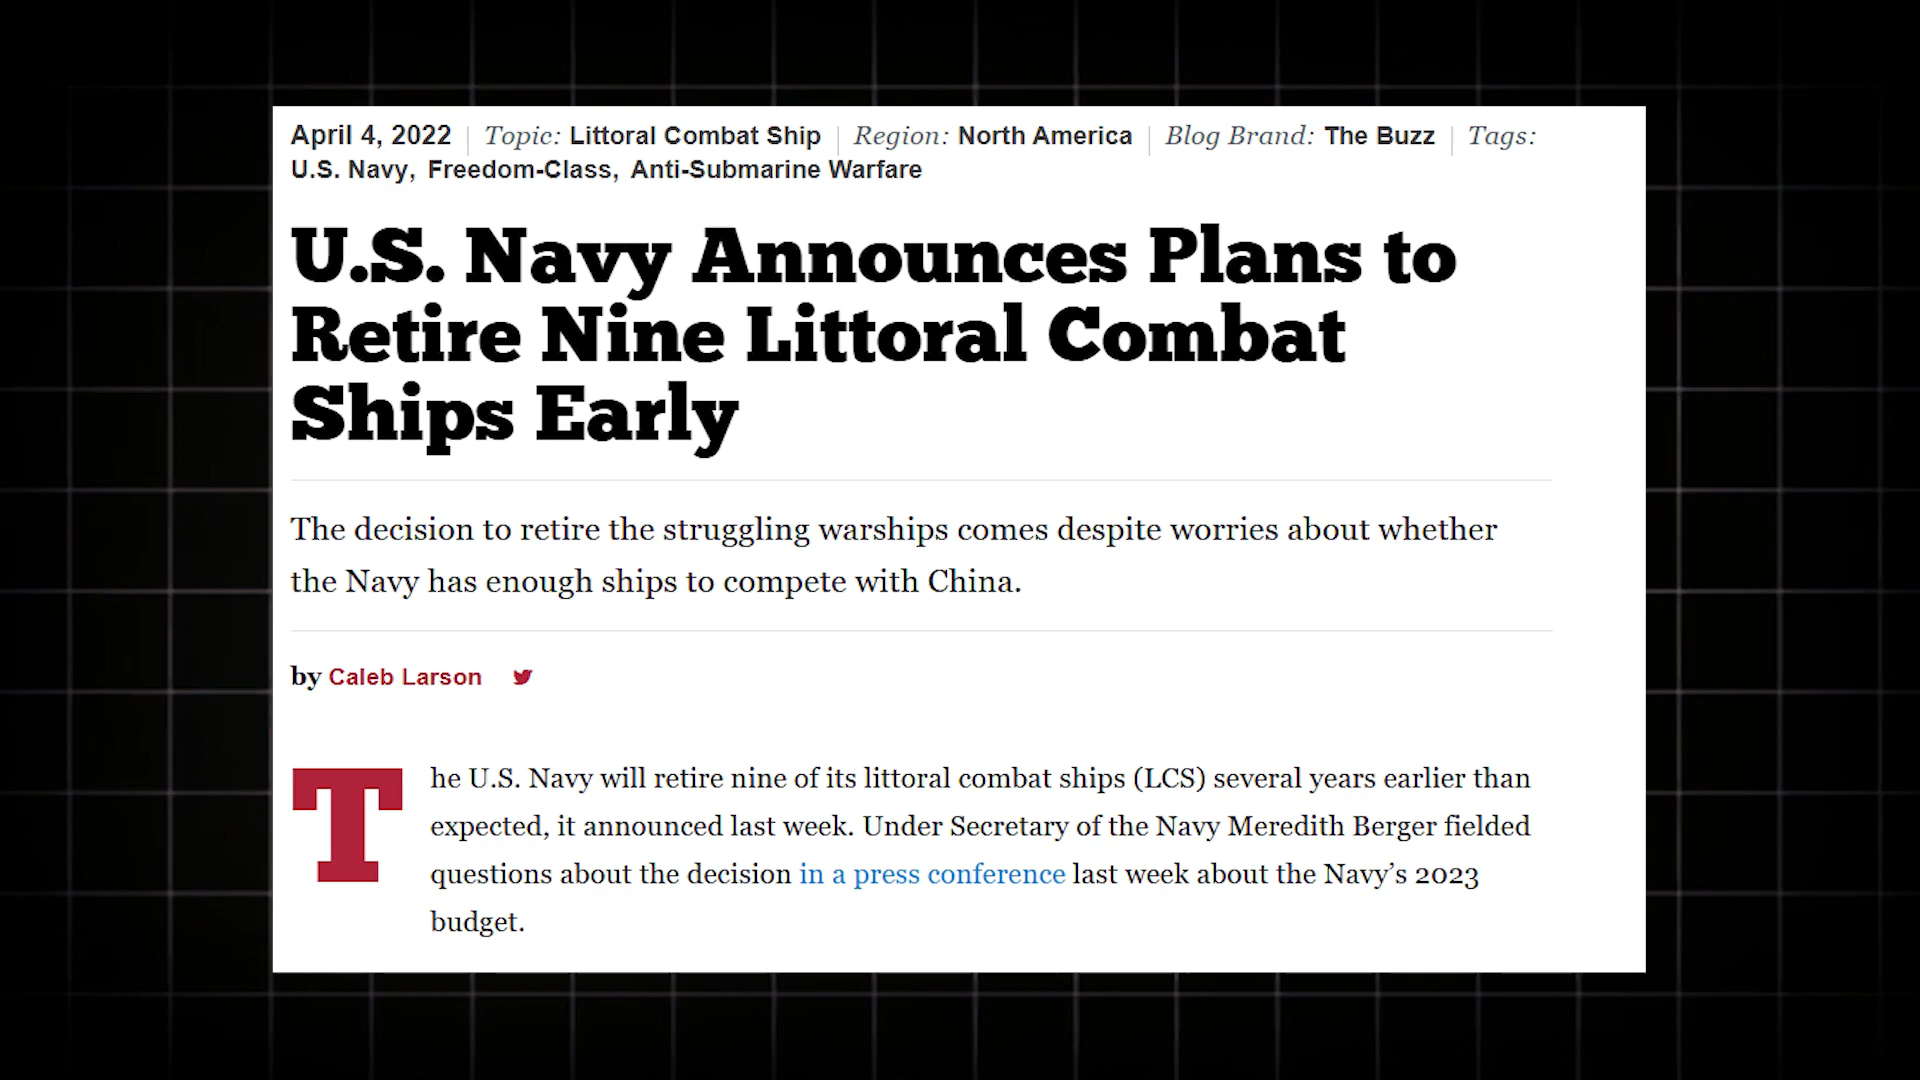 April 4, 2022 | Topic: Littoral Combat Ship | Region: North America | Blog Brand: The Buzz | Tags:
U.S. Navy, Freedom-Class, Anti-Submarine Warfare
U.S. Navy Announces Plans to
Retire Nine Littoral Combat
Ships Early
The decision to retire the struggling warships comes despite worries about whether
the Navy has enough ships to compete with China.
by Caleb Larson
The U.S. Navy will retire nine of its littoral combat ships (LCS) several years earlier than
expected, it announced last week. Under Secretary of the Navy Meredith Berger fielded
questions about the decision in a press conference last week about the Navy’s 2023
budget.